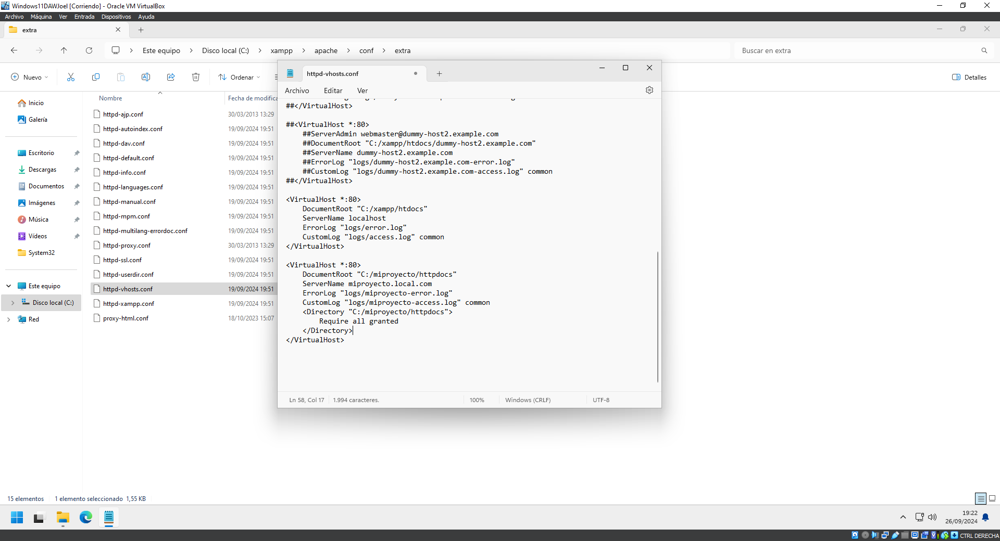 Windows11DAWJoel [Corriendo] - Oracle VM VirtualBox
Archivo Máquina Ver Entrada Dispositivos Ayuda
extra
Este equipo > Disco local (C:) > xampp > apache > conf > extra
Buscar en extra
Nuevo
Ordenar
Detalles
Inicio
Galería
Escritorio
Descargas
Documentos
Imágenes
Música
Vídeos
System32
Este equipo
Disco local (C:)
Red
Nombre Fecha de modifica
httpd-ajp.conf 30/03/2013 13:29
httpd-autoindex.conf 19/09/2024 19:51
httpd-dav.conf 19/09/2024 19:51
httpd-default.conf 19/09/2024 19:51
httpd-info.conf 19/09/2024 19:51
httpd-languages.conf 19/09/2024 19:51
httpd-manual.conf 19/09/2024 19:51
httpd-mpm.conf 19/09/2024 19:51
httpd-multilang-errordoc.conf 19/09/2024 19:51
httpd-proxy.conf 30/03/2013 13:29
httpd-ssl.conf 19/09/2024 19:51
httpd-userdir.conf 19/09/2024 19:51
httpd-vhosts.conf 19/09/2024 19:51
httpd-xampp.conf 19/09/2024 19:51
proxy-html.conf 18/10/2023 15:07
httpd-vhosts.conf
Archivo Editar Ver
##</VirtualHost>
##<VirtualHost *:80>
##ServerAdmin webmaster@dummy-host2.example.com
##DocumentRoot "C:/xampp/htdocs/dummy-host2.example.com"
##ServerName dummy-host2.example.com
##ErrorLog "logs/dummy-host2.example.com-error.log"
##CustomLog "logs/dummy-host2.example.com-access.log" common
##</VirtualHost>
<VirtualHost *:80>
DocumentRoot "C:/xampp/htdocs"
ServerName localhost
ErrorLog "logs/error.log"
CustomLog "logs/access.log" common
</VirtualHost>
<VirtualHost *:80>
DocumentRoot "C:/miproyecto/httpdocs"
ServerName miproyecto.local.com
ErrorLog "logs/miproyecto-error.log"
CustomLog "logs/miproyecto-access.log" common
<Directory "C:/miproyecto/httpdocs">
Require all granted
</Directory>
</VirtualHost>
Ln 58, Col 17 1.994 caracteres. 100% Windows (CRLF) UTF-8
15 elementos 1 elemento seleccionado 1,55 KB
19:22
26/09/2024
CTRL DERECHA